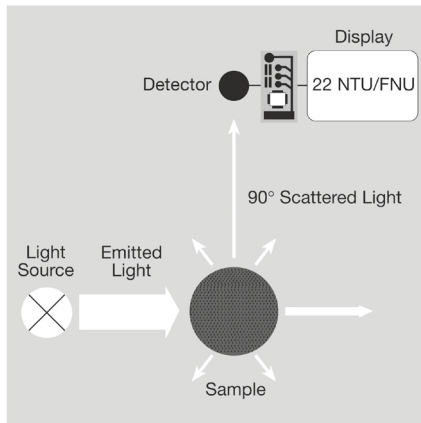 Display
Detector
22 NTU/FNU
90° Scattered Light
Light
Source
Emitted
Light
Sample